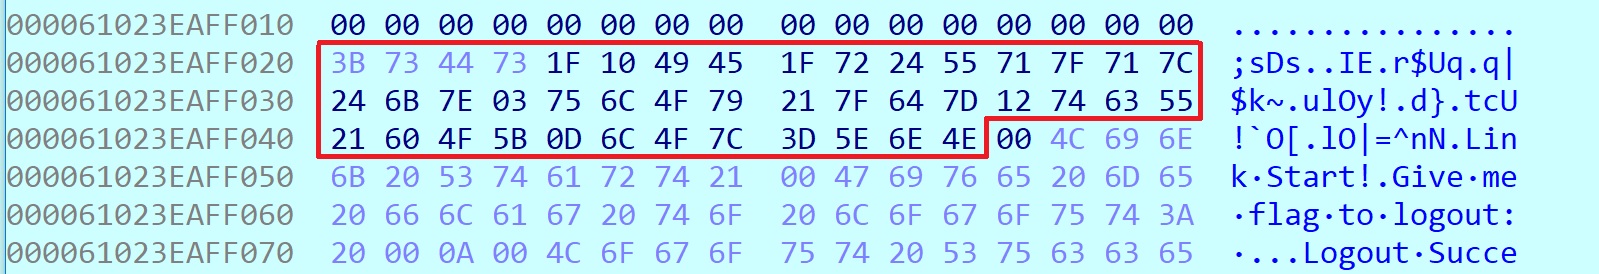 000061023EAFF010 00 00 00 00 00 00 00 00 00 00 00 00 00 00 00 00 ................
000061023EAFF020 3B 73 44 73 1F 10 49 45 1F 72 24 55 71 7F 71 7C ;sDs..IE.r$Uq.q|
000061023EAFF030 24 6B 7E 03 75 6C 4F 79 21 7F 64 7D 12 74 63 55 $k~.ulOy!.d}.tcU
000061023EAFF040 21 60 4F 5B 0D 6C 4F 7C 3D 5E 6E 4E 00 4C 69 6E !`O[.lO|=^nN.Lin
000061023EAFF050 6B 20 53 74 61 72 74 21 00 47 69 76 65 20 6D 65 k·Start!.Give·me
000061023EAFF060 20 66 6C 61 67 20 74 6F 20 6C 6F 67 6F 75 74 3A ·flag·to·logout:
000061023EAFF070 20 00 0A 00 4C 6F 67 6F 75 74 20 53 75 63 63 65 ·...Logout·Succe